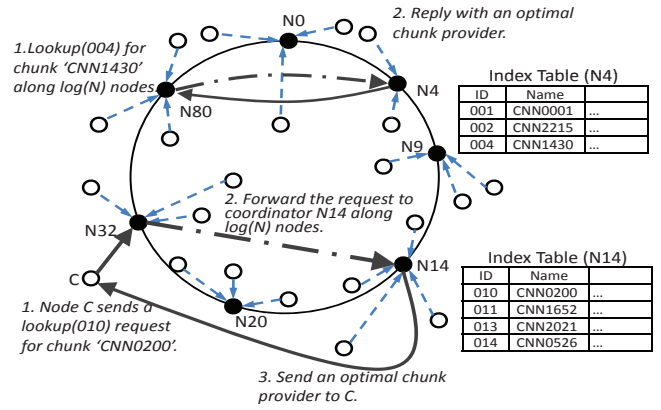 N0
2. Reply with an optimal
chunk provider.
1.Lookup(004) for
chunk 'CNN1430'
along log(N) nodes.
N80
N4
Index Table (N4)
ID Name
001 CNN0001 ...
002 CNN2215 ...
004 CNN1430 ...
N9
2. Forward the request to
coordinator N14 along
log(N) nodes.
N32
N14
Index Table (N14)
ID Name
010 CNN0200 ...
011 CNN1652 ...
013 CNN2021 ...
014 CNN0526 ...
C
N20
1. Node C sends a
lookup(010) request
for chunk 'CNN0200'.
3. Send an optimal chunk
provider to C.